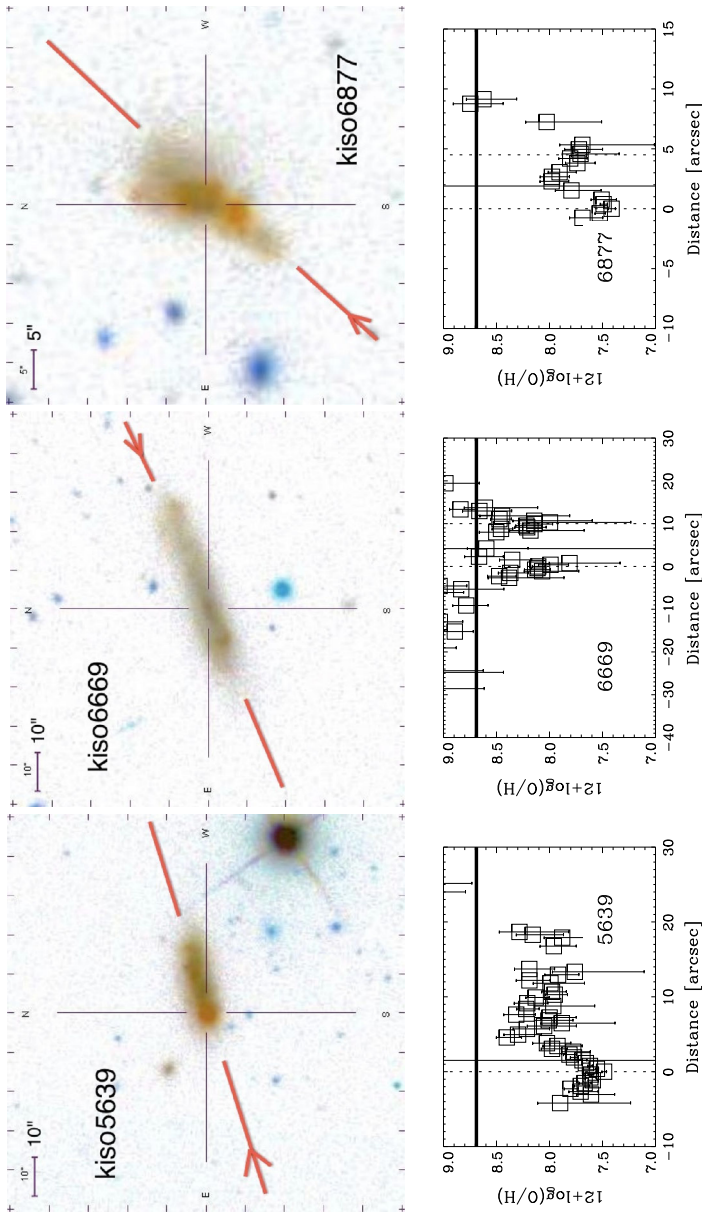 5" 5"
N
W
E
S
kiso6877
10" 10"
N
W
E
S
kiso6669
10" 10"
N
W
E
S
kiso5639
9.0
8.5
8.0
7.5
7.0
12+log(O/H)
6877
-10 -5 0 5 10 15
Distance [arcsec]
9.0
8.5
8.0
7.5
7.0
12+log(O/H)
6669
-40 -30 -20 -10 0 10 20 30
Distance [arcsec]
9.0
8.5
8.0
7.5
7.0
12+log(O/H)
5639
-10 0 10 20 30
Distance [arcsec]